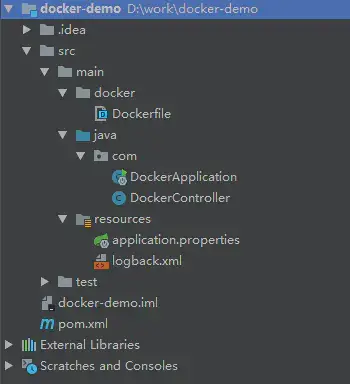 docker-demo D:\work\docker-demo
.idea
src
main
docker
Dockerfile
java
com
DockerApplication
DockerController
resources
application.properties
logback.xml
test
docker-demo.iml
pom.xml
External Libraries
Scratches and Consoles